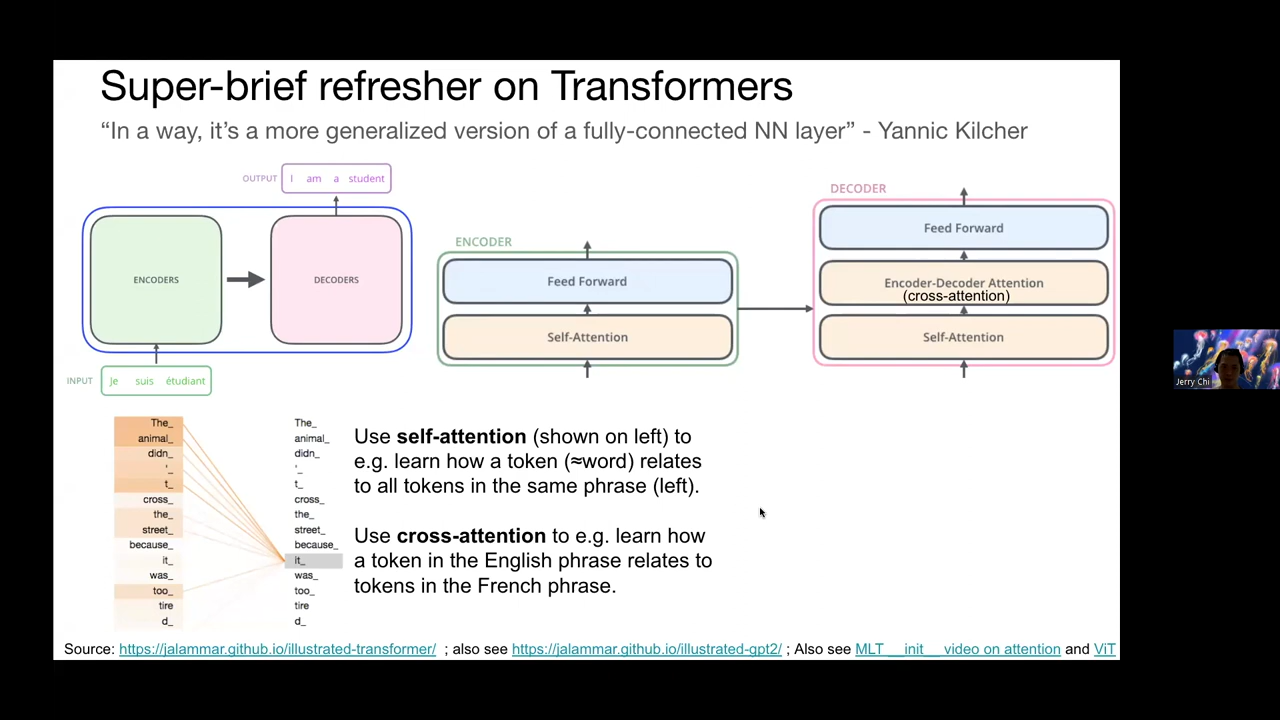 Super-brief refresher on Transformers
“In a way, it’s a more generalized version of a fully-connected NN layer” - Yannic Kilcher
OUTPUT I am a student
ENCODERS
DECODERS
INPUT Je suis étudiant
ENCODER
Feed Forward
Self-Attention
DECODER
Feed Forward
Encoder-Decoder Attention
(cross-attention)
Self-Attention
The_ The_
animal_ animal_
didn_ didn_
'_ '_
t_ t_
cross_ cross_
the_ the_
street_ street_
because_ because_
it_ it_
was_ was_
too_ too_
tire tire
d_ d_
Use self-attention (shown on left) to
e.g. learn how a token (≈word) relates
to all tokens in the same phrase (left).
Use cross-attention to e.g. learn how
a token in the English phrase relates to
tokens in the French phrase.
Source: https://jalammar.github.io/illustrated-transformer/ ; also see https://jalammar.github.io/illustrated-gpt2/ ; Also see MLT __init__ video on attention and ViT
Jerry Chi